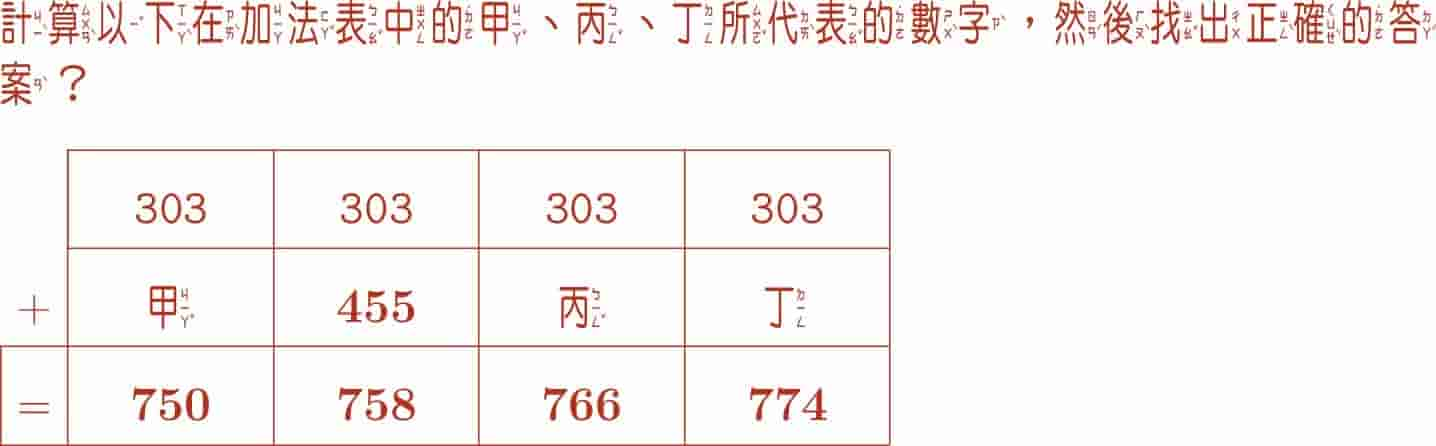 計算以下在加法表中的甲、丙、丁所代表的數字，然後找出正確的答
案？
303 303 303 303
+ 甲 455 丙 丁
= 750 758 766 774